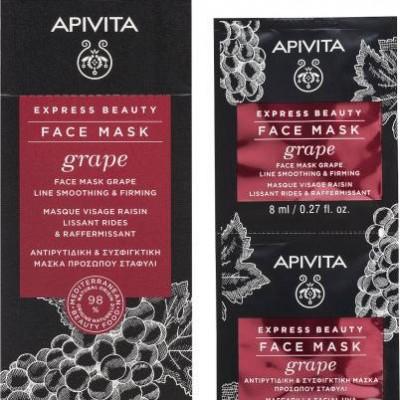 APIVITA
EXPRESS BEAUTY
FACE MASK
grape
FACE MASK GRAPE
LINE SMOOTHING & FIRMING
MASQUE VISAGE RAISIN
LISSANT RIDES
& RAFFERMISSANT
ΑΝΤΙΡΥΤΙΔΙΚΗ & ΣΥΣΦΙΓΚΤΙΚΗ
ΜΑΣΚΑ ΠΡΟΣΩΠΟΥ ΣΤΑΦΥΛΙ
MEDITERRANEAN
98
%
BEAUTY FOOD
APIVITA
EXPRESS BEAUTY
FACE MASK
grape
FACE MASK GRAPE
LINE SMOOTHING & FIRMING
MASQUE VISAGE RAISIN
LISSANT RIDES & RAFFERMISSANT
8 ml / 0.27 fl. oz.
APIVITA
EXPRESS BEAUTY
FACE MASK
grape
ΑΝΤΙΡΥΤΙΔΙΚΗ & ΣΥΣΦΙΓΚΤΙΚΗ ΜΑΣΚΑ
ΠΡΟΣΩΠΟΥ ΣΤΑΦΥΛΙ